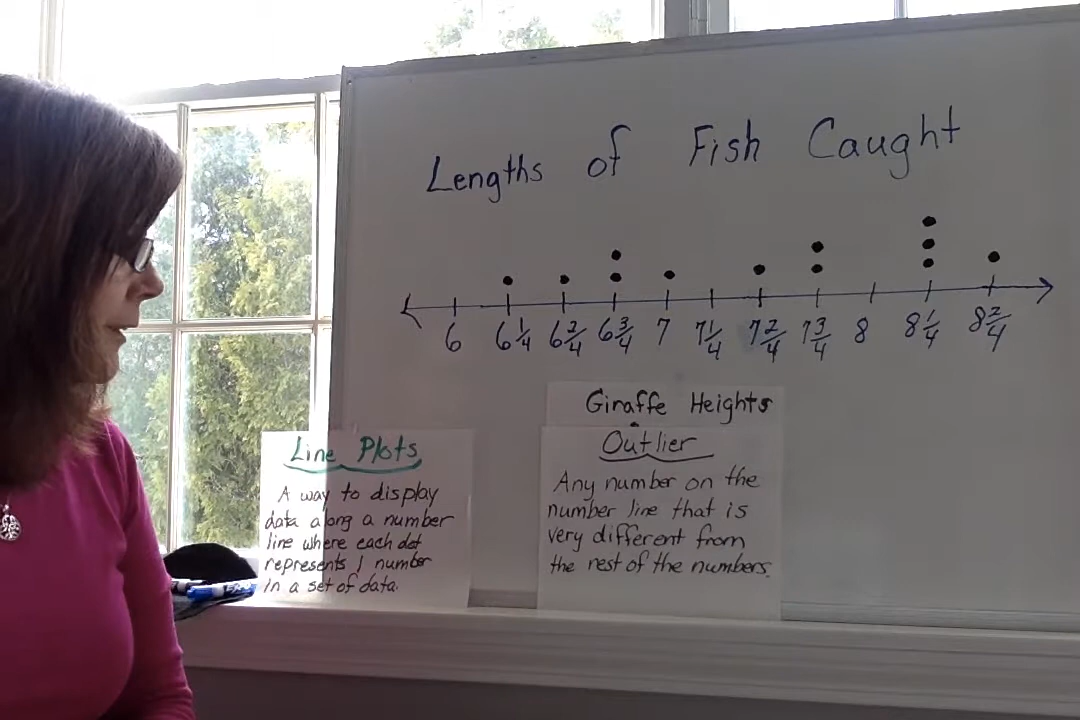 Lengths of Fish Caught
6 6 1/4 6 2/4 6 3/4 7 7 1/4 7 2/4 7 3/4 8 8 1/4 8 2/4
Giraffe Heights
Line Plots
A way to display
data along a number
line where each dot
represents 1 number
in a set of data.
Outlier
Any number on the
number line that is
very different from
the rest of the numbers.